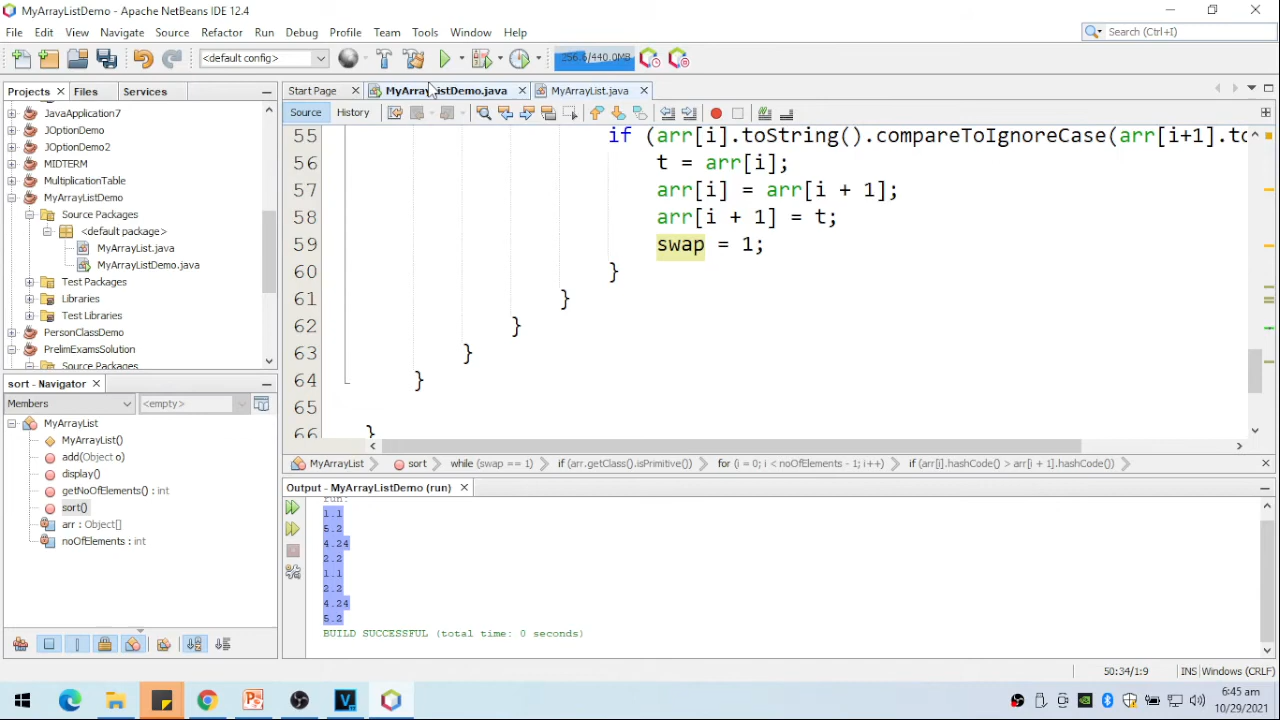 MyArrayListDemo - Apache NetBeans IDE 12.4
File Edit View Navigate Source Refactor Run Debug Profile Team Tools Window Help
Search (Ctrl+I)
<default config>
256.6/440.0MB
Projects Files Services
Start Page MyArrayListDemo.java MyArrayList.java
Source History
JavaApplication7
JOptionDemo
JOptionDemo2
MIDTERM
MultiplicationTable
MyArrayListDemo
Source Packages
<default package>
MyArrayList.java
MyArrayListDemo.java
Test Packages
Libraries
Test Libraries
PersonClassDemo
PrelimExamsSolution
Source Packages
55 if (arr[i].toString().compareToIgnoreCase(arr[i+1].to
56 t = arr[i];
57 arr[i] = arr[i + 1];
58 arr[i + 1] = t;
59 swap = 1;
60 }
61 }
62 }
63 }
64 }
65
66 }
sort - Navigator
Members <empty>
MyArrayList
MyArrayList()
add(Object o)
display()
getNoOfElements() : int
sort()
arr : Object[]
noOfElements : int
MyArrayList sort while (swap == 1) if (arr.getClass().isPrimitive()) for (i = 0; i < noOfElements - 1; i++) if (arr[i].hashCode() > arr[i + 1].hashCode())
Output - MyArrayListDemo (run)
run:
1.1
5.2
4.24
2.2
1.1
2.2
4.24
5.2
BUILD SUCCESSFUL (total time: 0 seconds)
50:34/1:9 INS Windows (CRLF)
6:45 am
10/29/2021